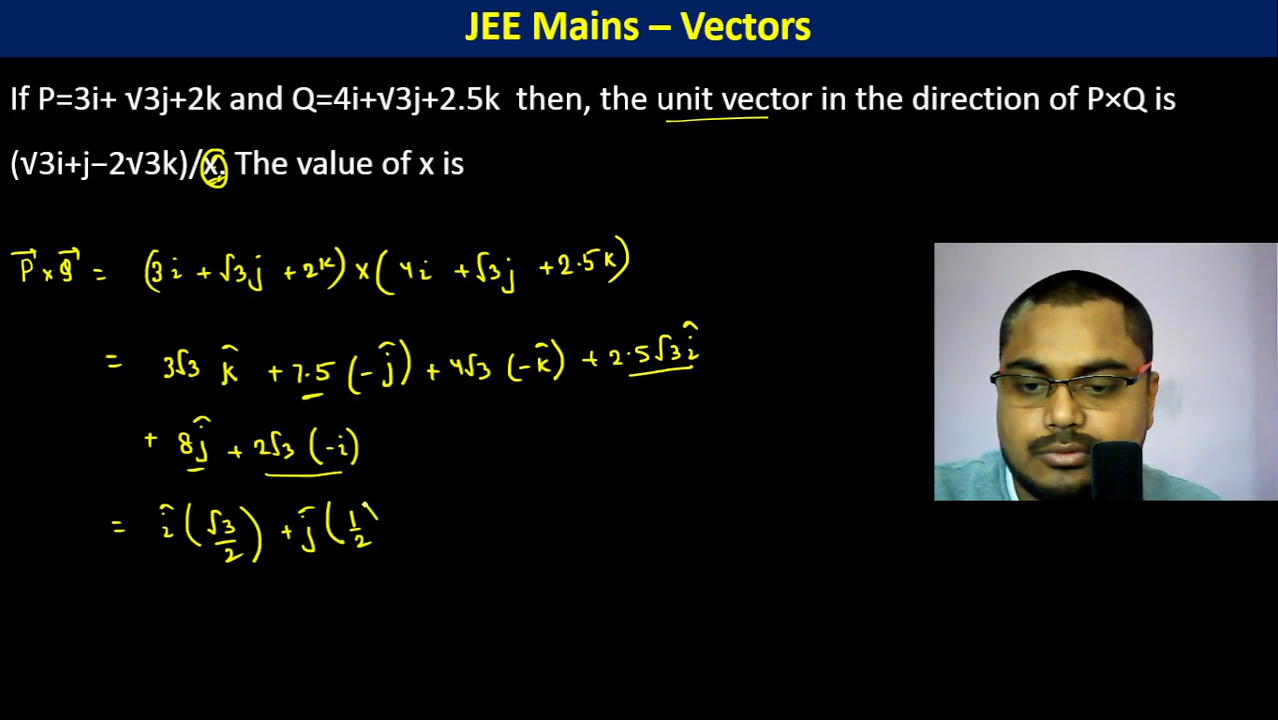 JEE Mains – Vectors
If P=3i+ √3j+2k and Q=4i+√3j+2.5k then, the unit vector in the direction of P×Q is
(√3i+j−2√3k)/x. The value of x is
P × Q = (3i + √3j + 2k) × (4i + √3j + 2.5k)
= 3√3 k̂ + 7.5 (-ĵ) + 4√3 (-k̂) + 2.5√3 î
+ 8ĵ + 2√3 (-i)
= î (√3/2) + ĵ (1/2)